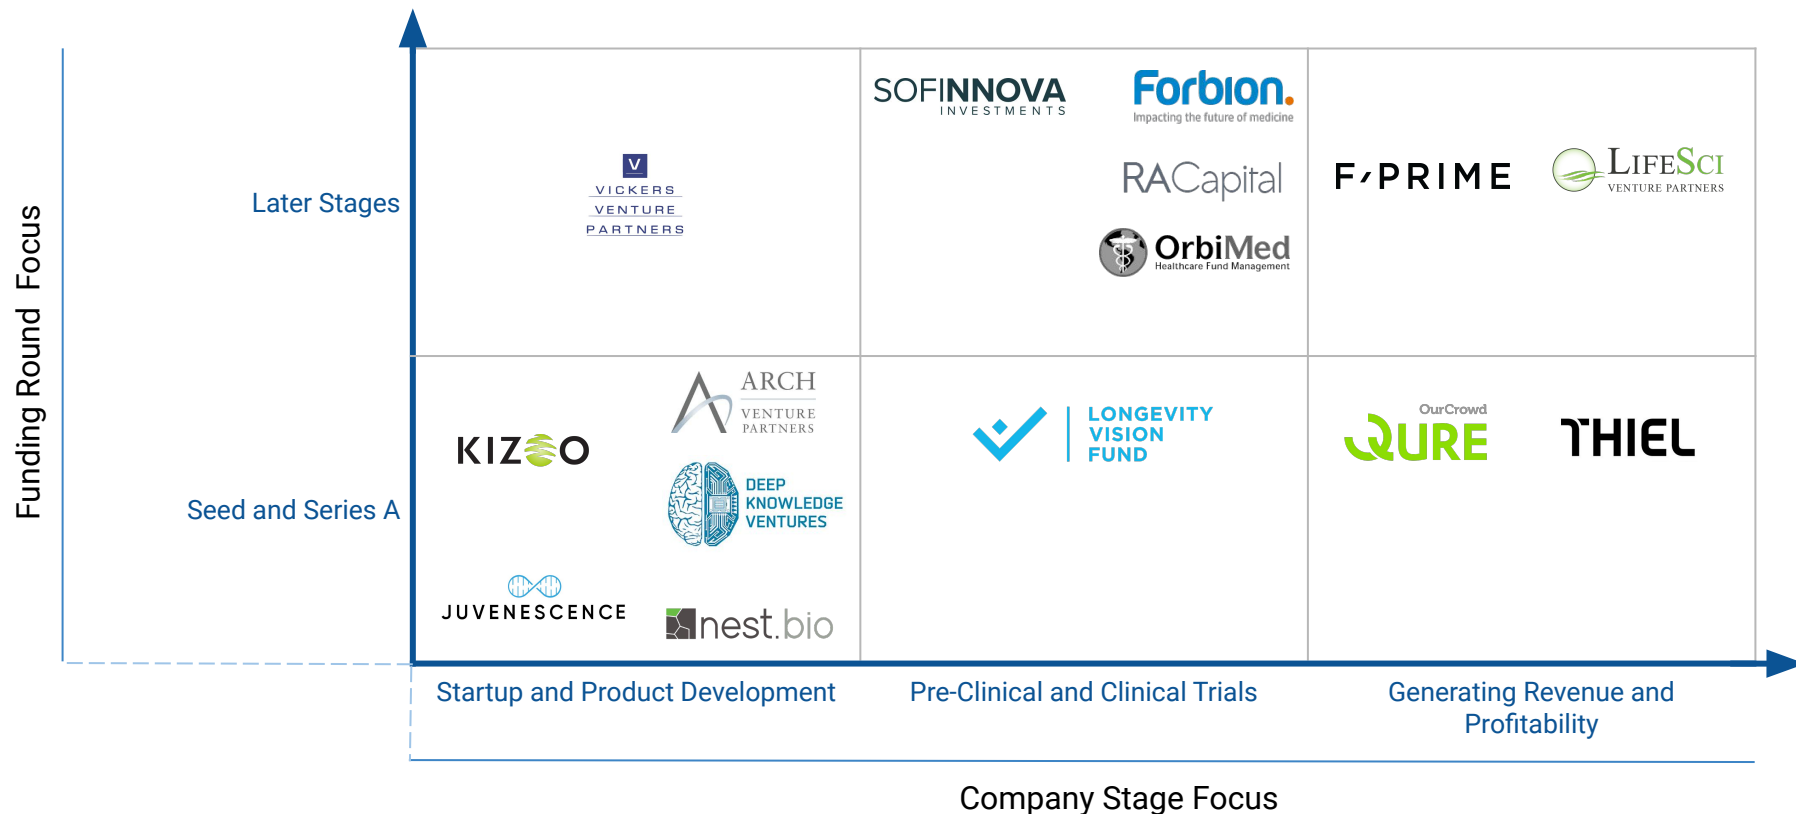 SOFINNOVA
INVESTMENTS
Forbion.
Impacting the future of medicine
V
VICKERS
VENTURE
PARTNERS
RACapital
F-PRIME
LIFESCI
VENTURE PARTNERS
Later Stages
OrbiMed
Healthcare Fund Management
Funding Round Focus
ARCH
VENTURE
PARTNERS
KIZOO
DEEP
KNOWLEDGE
VENTURES
LONGEVITY
VISION
FUND
OurCrowd
QURE
THIEL
Seed and Series A
JUVENESCENCE
nest.bio
Startup and Product Development
Pre-Clinical and Clinical Trials
Generating Revenue and
Profitability
Company Stage Focus